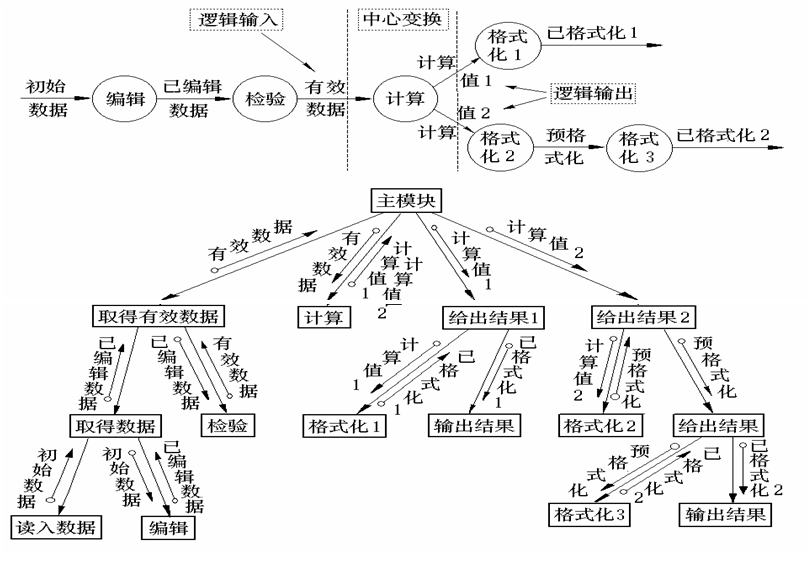 逻辑输入
中心变换
初始
数据
编辑
已编辑
数据
检验
有效
数据
计算
计算
值1
格式
化1
已格式化1
逻辑输出
值2
计算
格式
化2
预格
式化
格式
化3
已格式化2
主模块
有效数据
有效数据
计算值1
计算值2
计算值1
计算值2
取得有效数据
计算
给出结果1
给出结果2
已编辑数据
已编辑数据
有效数据
计算值1
已格式化1
已格式化1
计算值2
预格式化
预格式化
取得数据
检验
格式化1
输出结果
格式化2
给出结果
初始数据
初始数据
已编辑数据
预格式化
已格式化2
已格式化2
读入数据
编辑
格式化3
输出结果